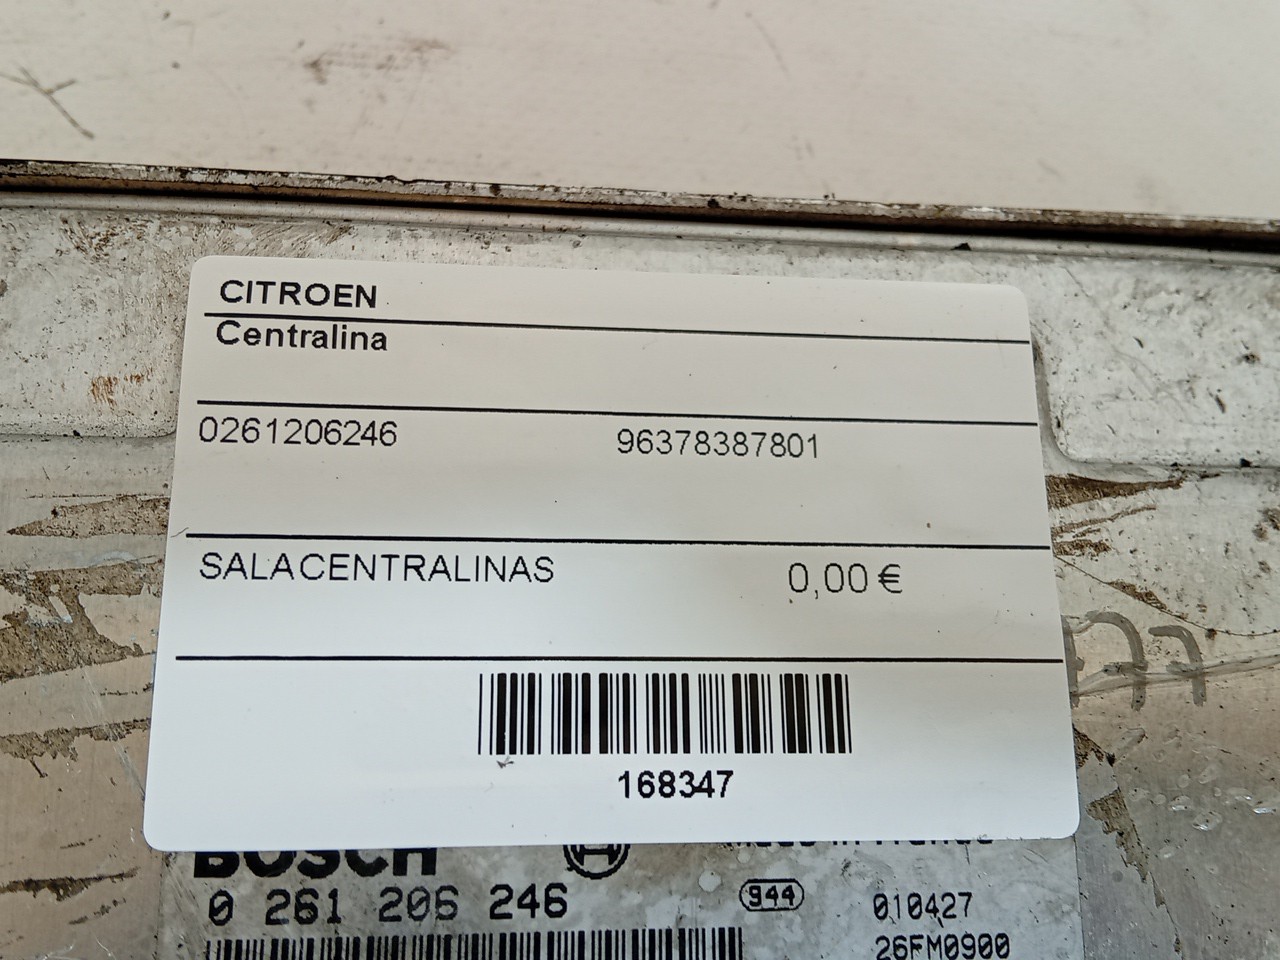 CITROEN
Centralina
0261206246 96378387801
SALACENTRALINAS 0,00 €
168347
BOSCH
0 261 206 246 944 010427
26FM0900